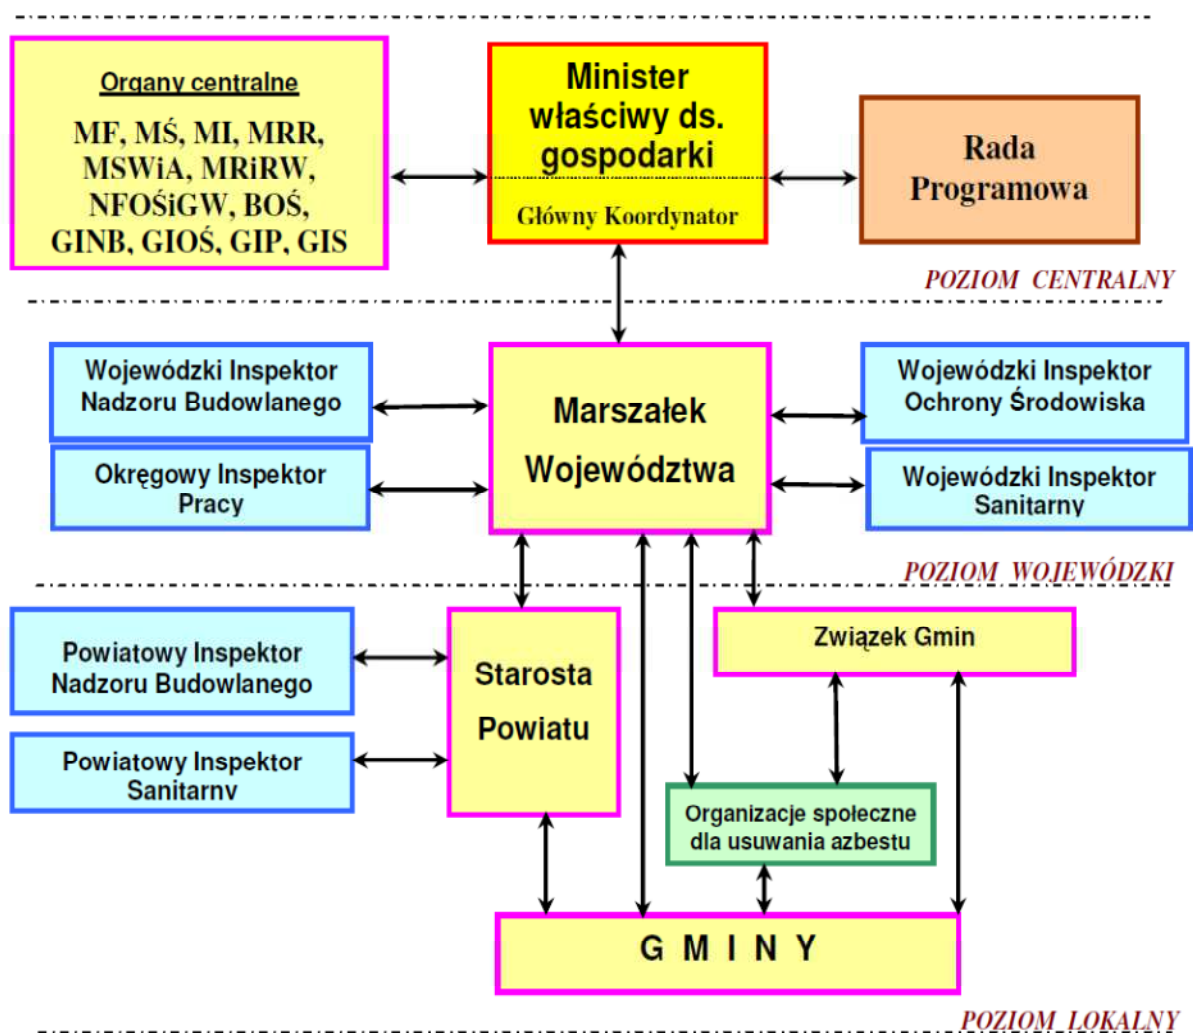 Organy centralne
MF, MŚ, MI, MRR,
MSWiA, MRiRW,
NFOŚiGW, BOŚ,
GINB, GIOŚ, GIP, GIS
Minister
właściwy ds.
gospodarki
Główny Koordynator
Rada
Programowa
POZIOM CENTRALNY
Wojewódzki Inspektor
Nadzoru Budowlanego
Okręgowy Inspektor
Pracy
Marszałek
Województwa
Wojewódzki Inspektor
Ochrony Środowiska
Wojewódzki Inspektor
Sanitarny
POZIOM WOJEWÓDZKI
Powiatowy Inspektor
Nadzoru Budowlanego
Powiatowy Inspektor
Sanitarny
Starosta
Powiatu
Związek Gmin
Organizacje społeczne
dla usuwania azbestu
G M I N Y
POZIOM LOKALNY